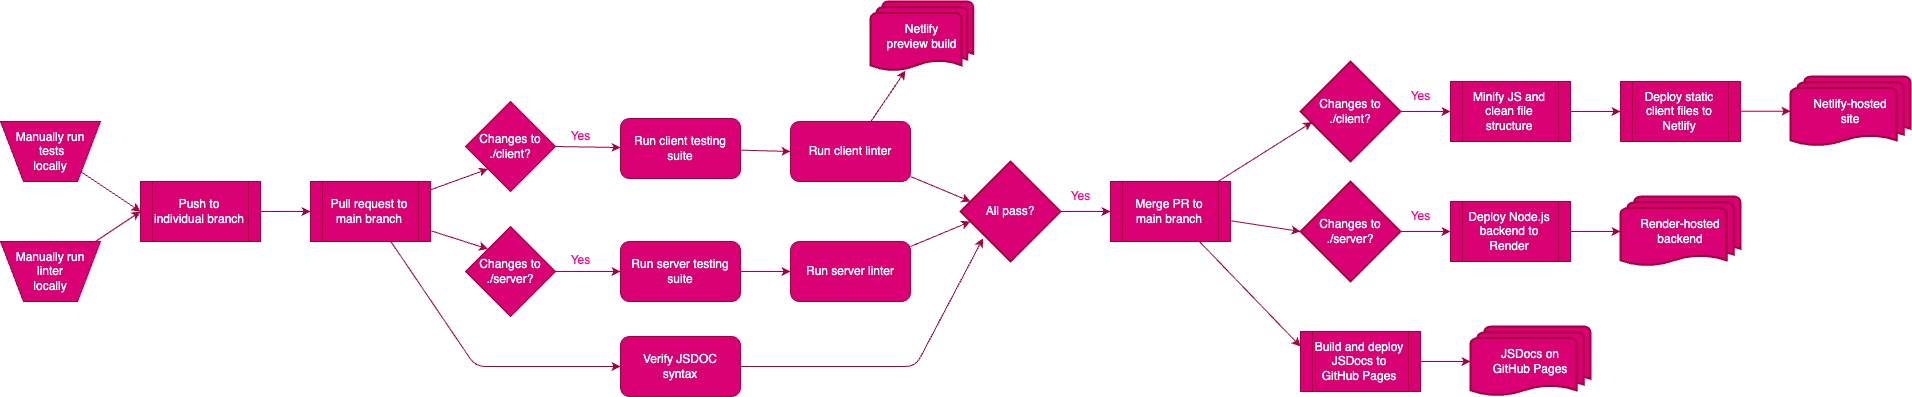 Manually run
tests
locally
Manually run
linter
locally
Push to
individual branch
Pull request to
main branch
Changes to
./client?
Yes
Run client testing
suite
Run client linter
Netlify
preview build
Changes to
./server?
Yes
Run server testing
suite
Run server linter
Verify JSDOC
syntax
All pass?
Yes
Merge PR to
main branch
Changes to
./client?
Yes
Minify JS and
clean file
structure
Deploy static
client files to
Netlify
Netlify-hosted
site
Changes to
./server?
Yes
Deploy Node.js
backend to
Render
Render-hosted
backend
Build and deploy
JSDocs to
GitHub Pages
JSDocs on
GitHub Pages